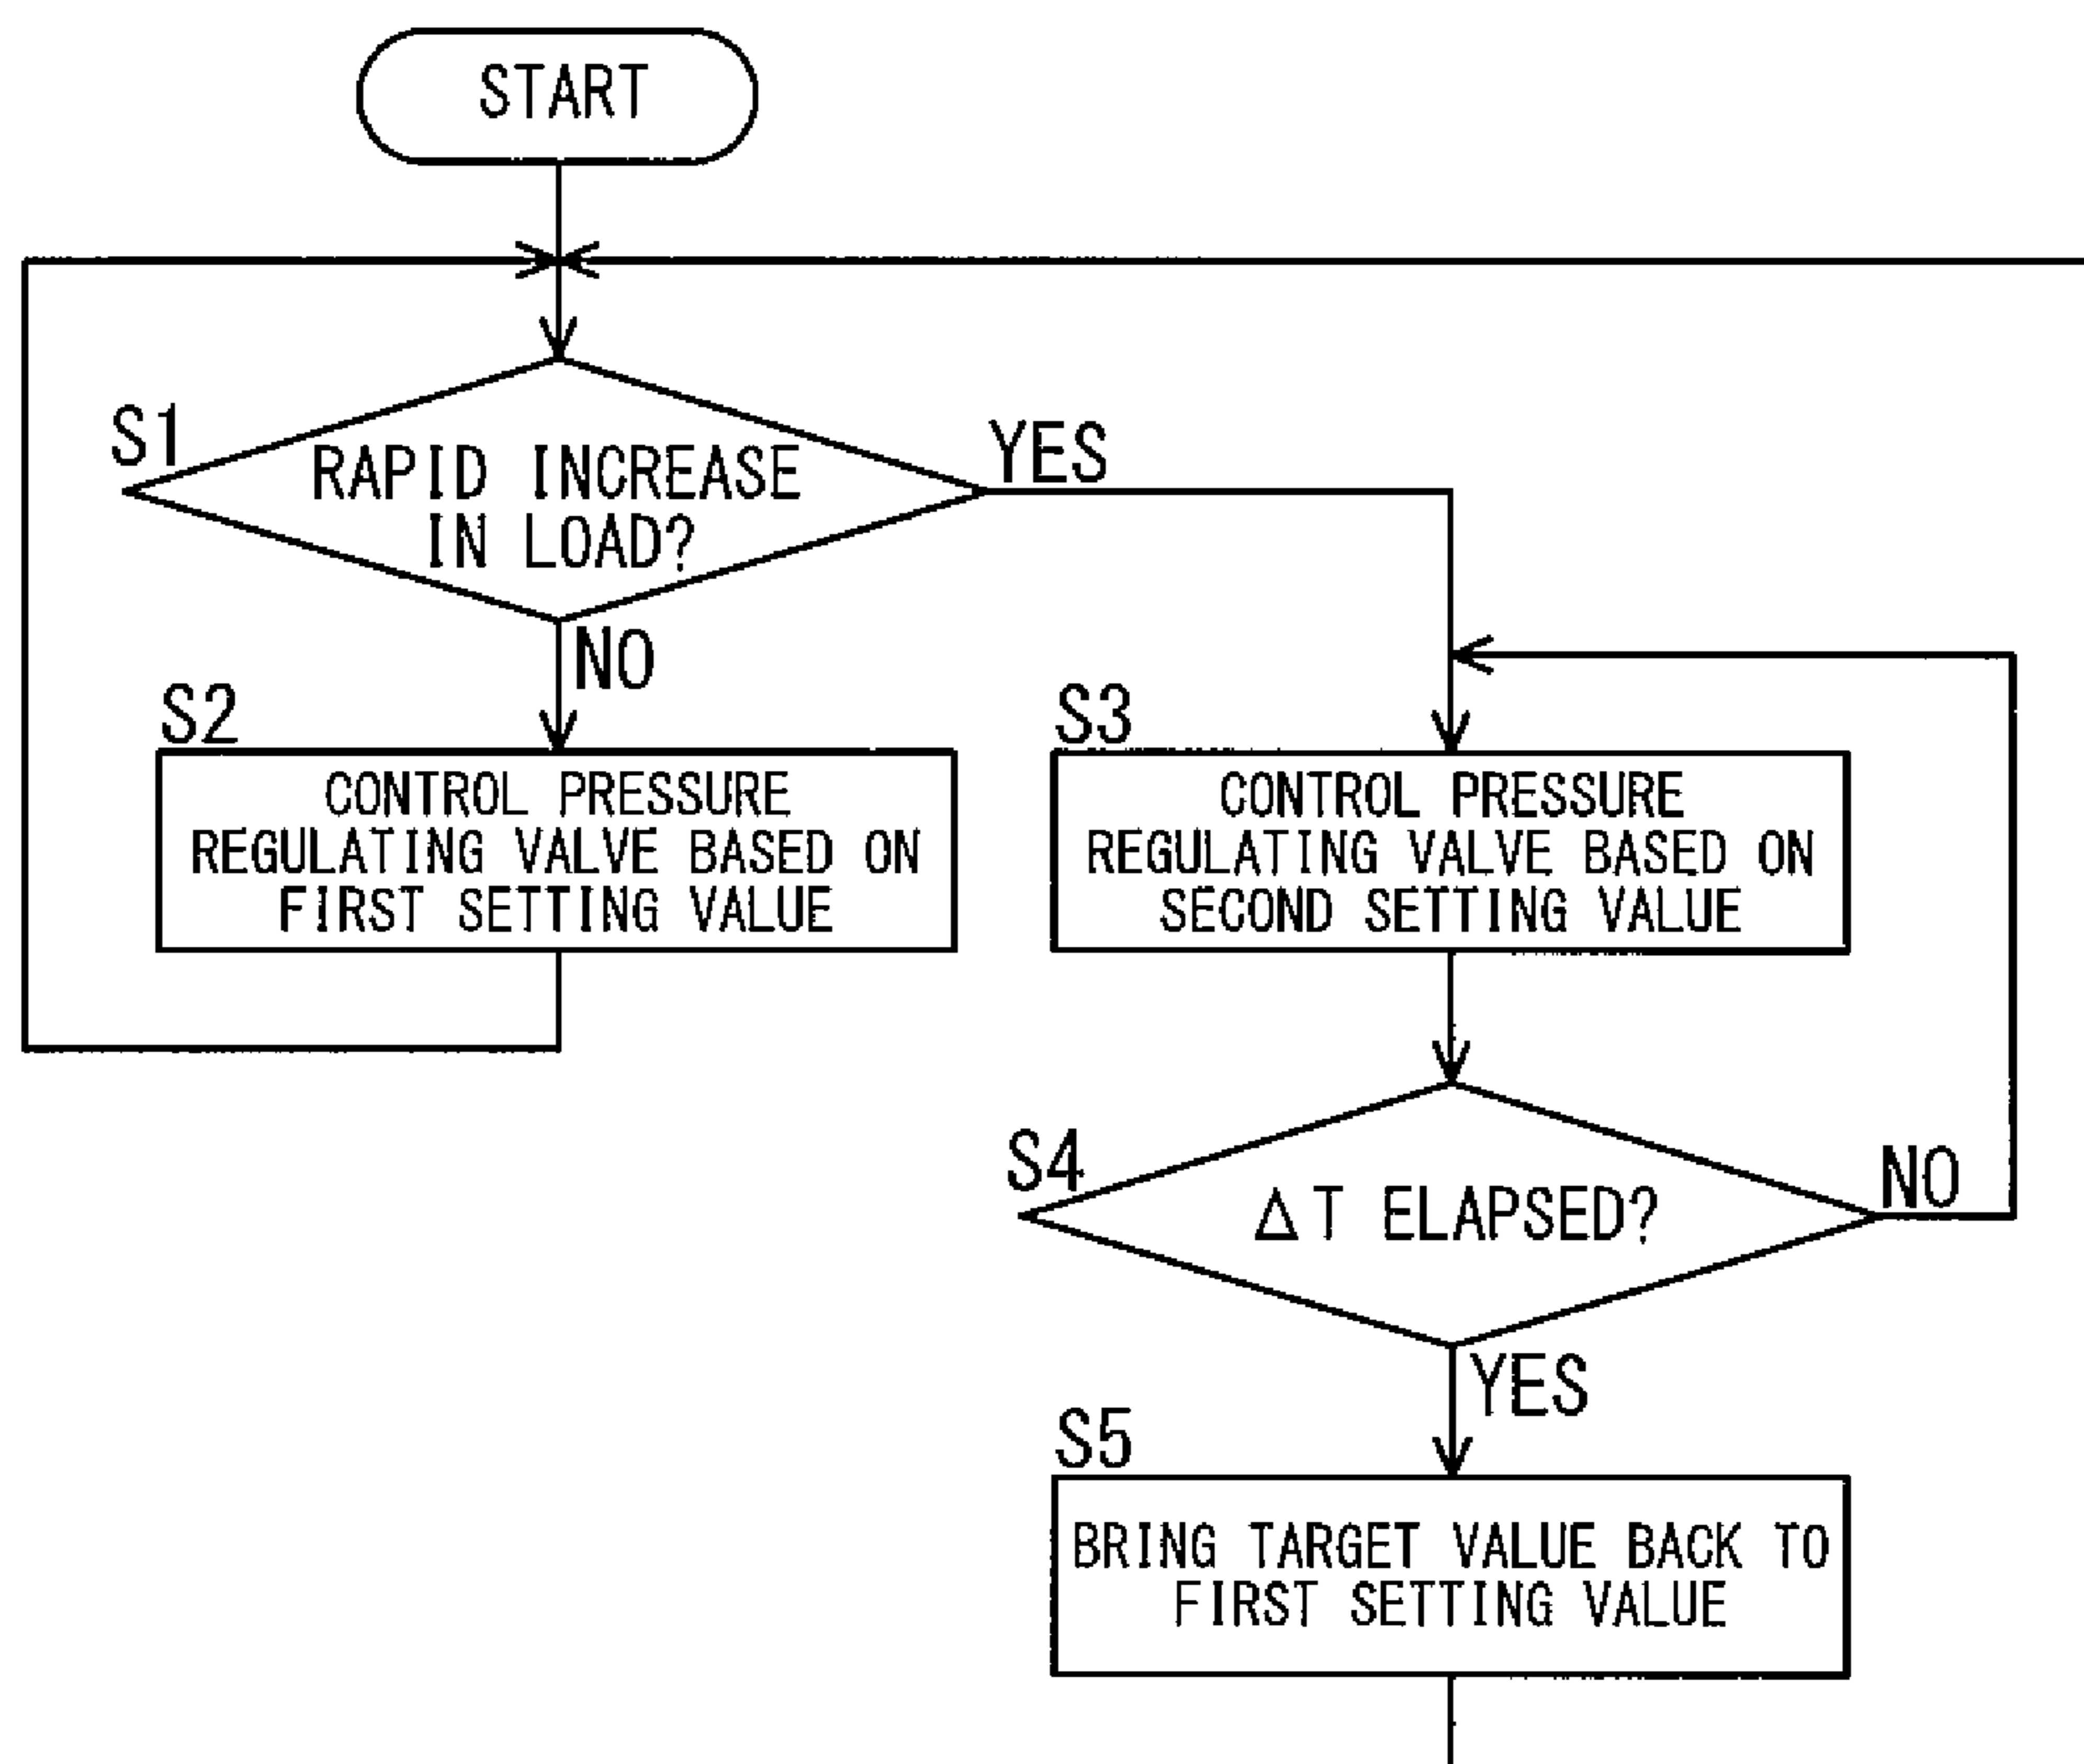 START
S1
RAPID INCREASE
IN LOAD?
YES
NO
S2
CONTROL PRESSURE
REGULATING VALVE BASED ON
FIRST SETTING VALUE
S3
CONTROL PRESSURE
REGULATING VALVE BASED ON
SECOND SETTING VALUE
S4
ΔT ELAPSED?
NO
YES
S5
BRING TARGET VALUE BACK TO
FIRST SETTING VALUE